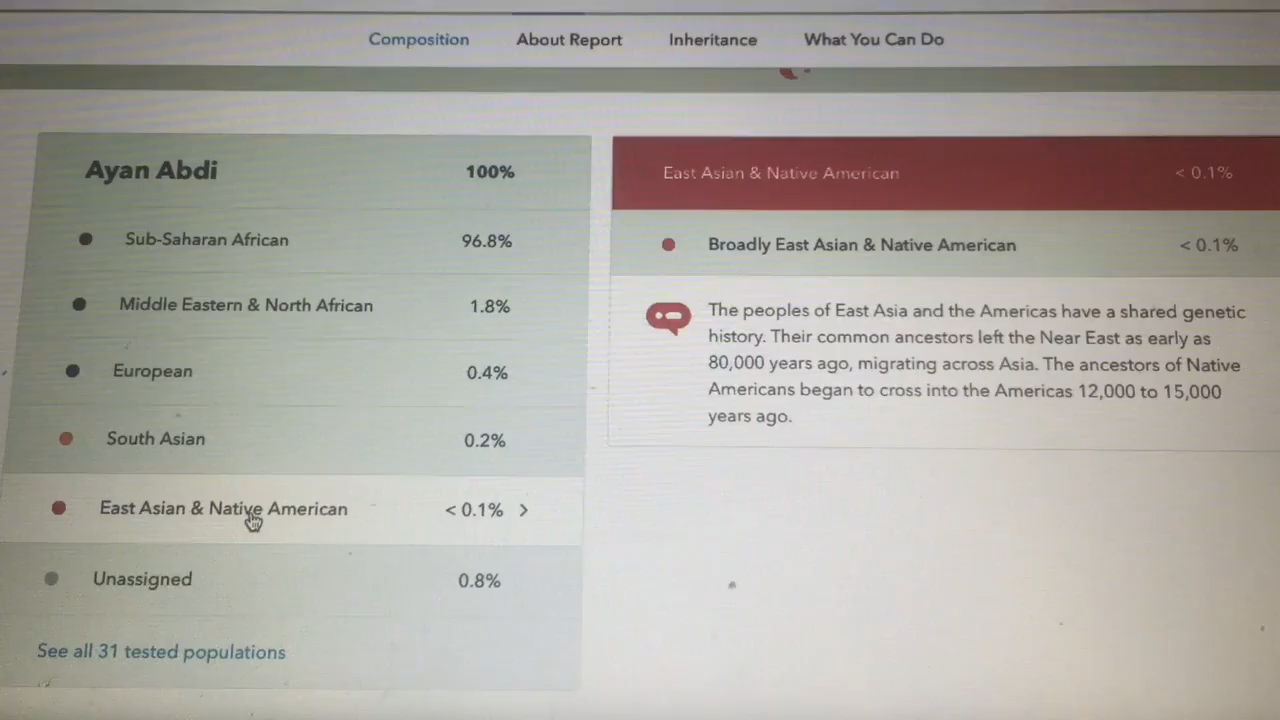 Composition About Report Inheritance What You Can Do
Ayan Abdi 100%
Sub-Saharan African 96.8%
Middle Eastern & North African 1.8%
European 0.4%
South Asian 0.2%
East Asian & Native American < 0.1%
Unassigned 0.8%
See all 31 tested populations
East Asian & Native American < 0.1%
Broadly East Asian & Native American < 0.1%
The peoples of East Asia and the Americas have a shared genetic
history. Their common ancestors left the Near East as early as
80,000 years ago, migrating across Asia. The ancestors of Native
Americans began to cross into the Americas 12,000 to 15,000
years ago.